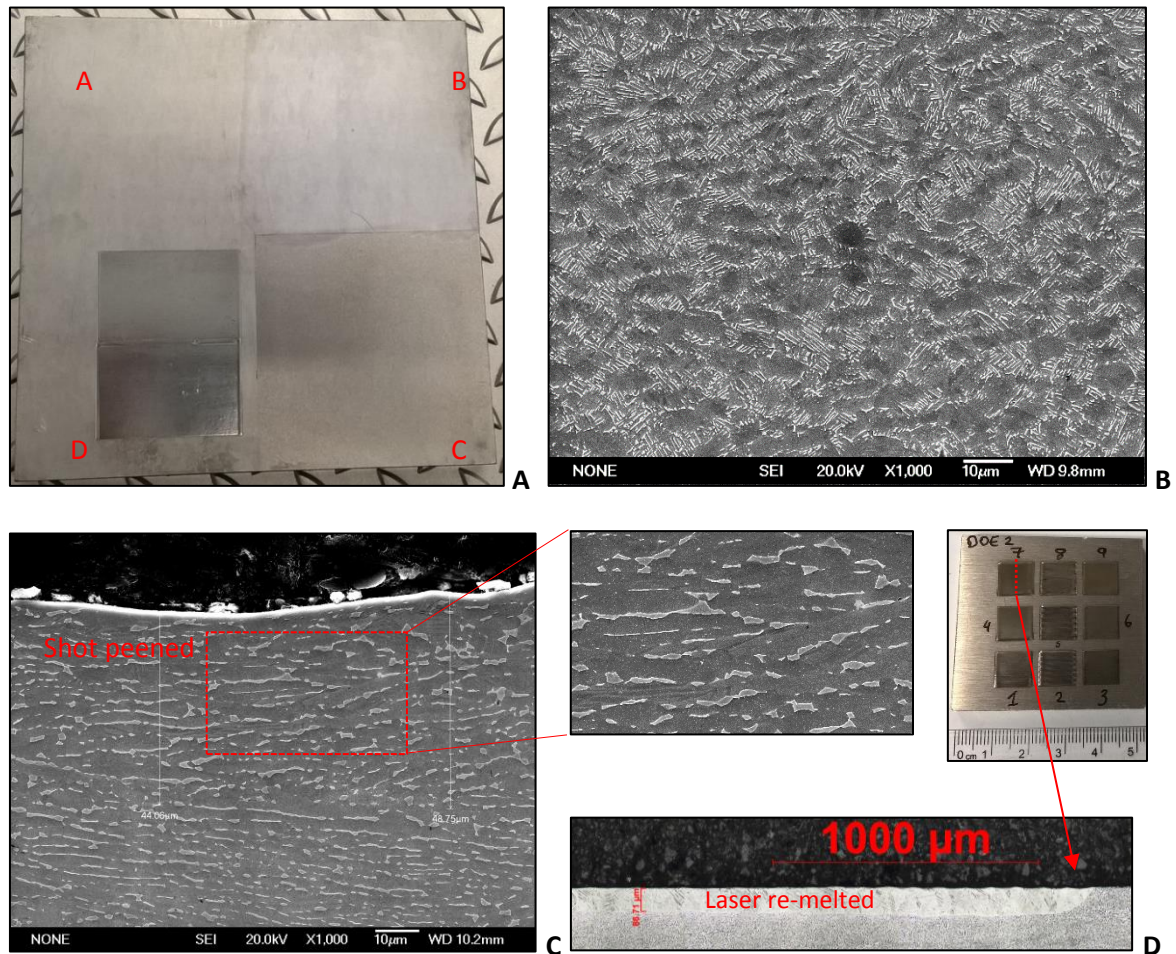 A
B
D
C
A
NONE SEI 20.0kV X1,000 10µm WD 9.8mm
B
Shot peened
44.06µm
48.75µm
NONE SEI 20.0kV X1,000 10µm WD 10.2mm
C
DOE 2
7 8 9
4 6
5
1 2 3
0 cm 1 2 3 4 5
1000 µm
Laser re-melted
D